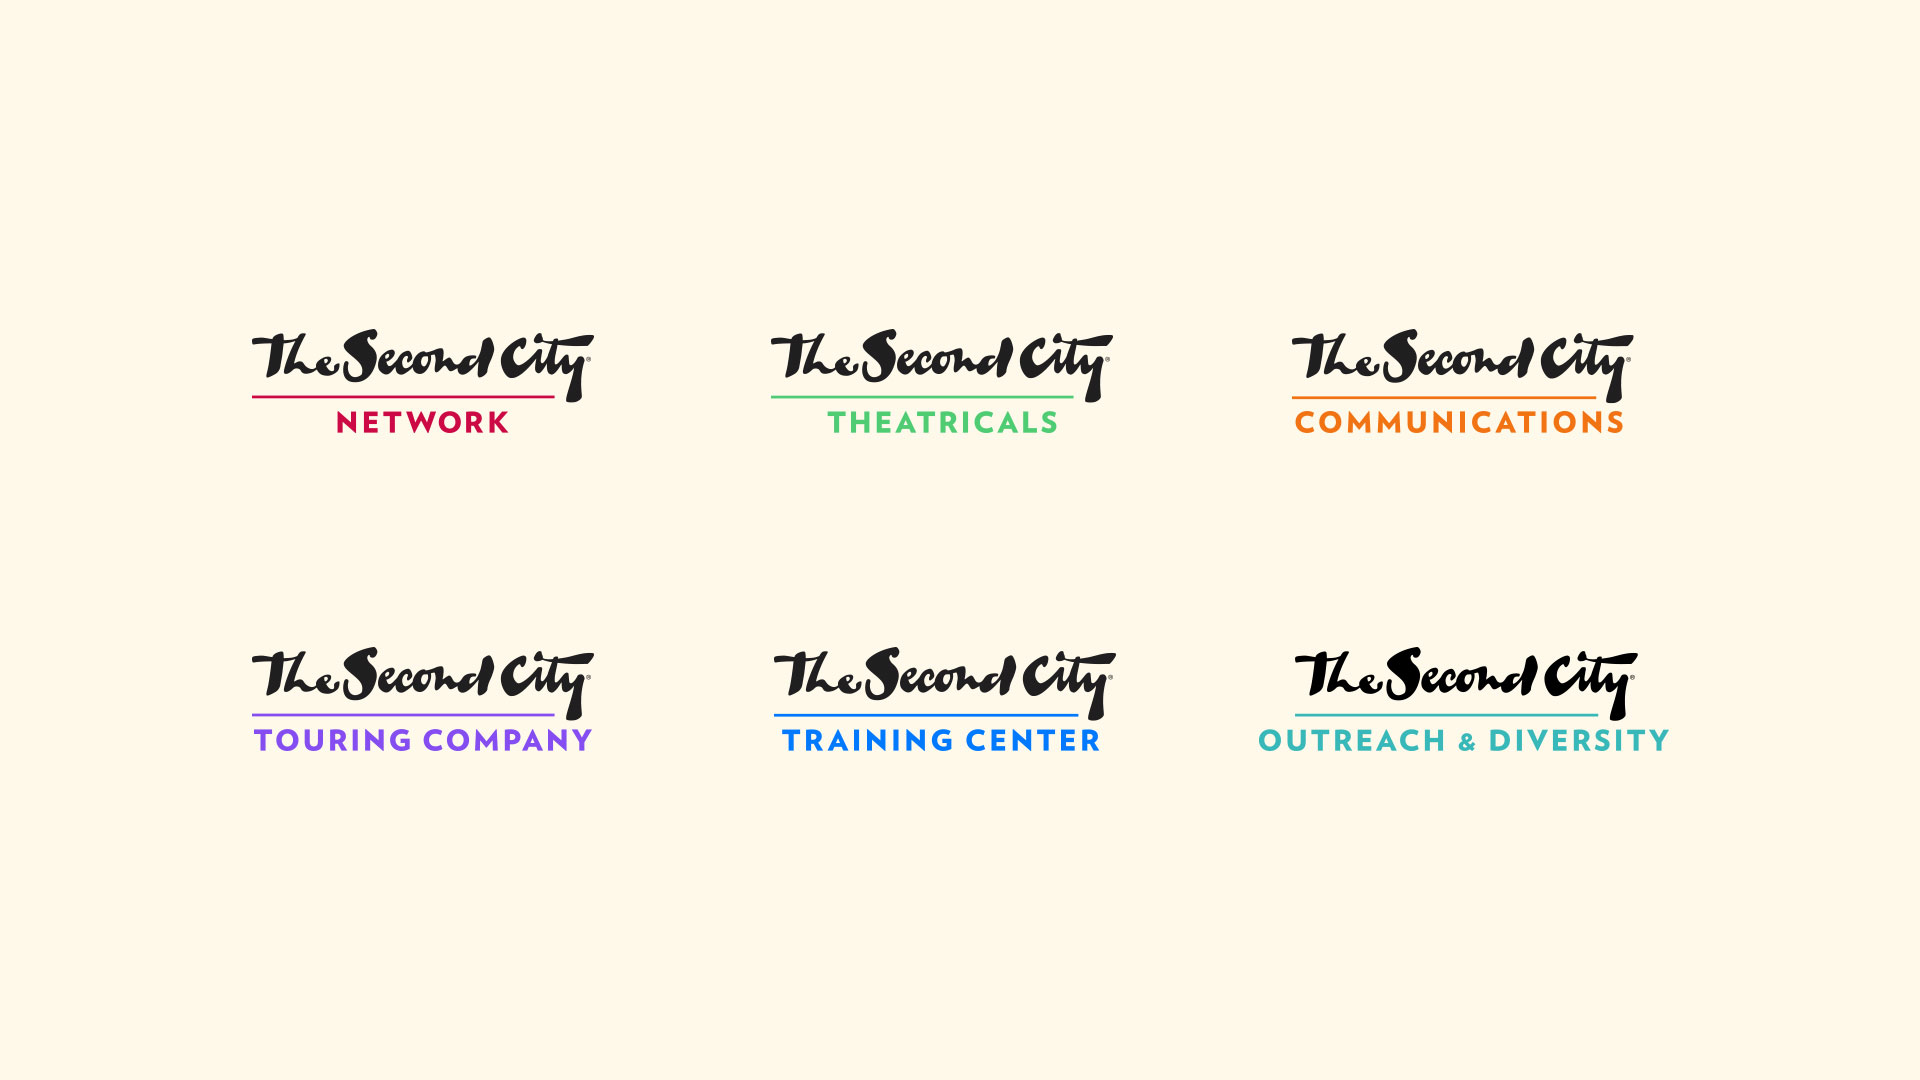 The Second City®
NETWORK
The Second City®
THEATRICALS
The Second City®
COMMUNICATIONS
The Second City®
TOURING COMPANY
The Second City®
TRAINING CENTER
The Second City®
OUTREACH & DIVERSITY